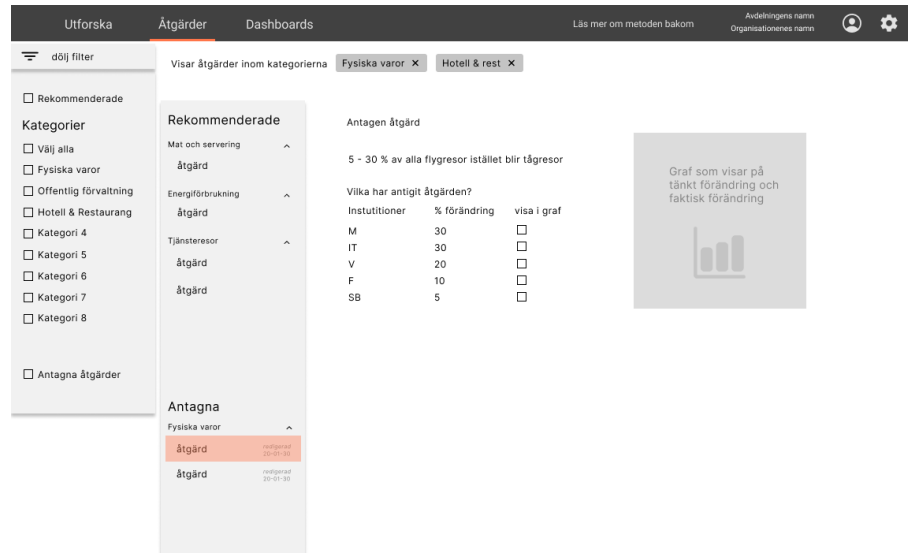 Utforska
Åtgärder
Dashboards
Läs mer om metoden bakom
Avdelningens namn
Organisationenes namn
dölj filter
Visar åtgärder inom kategorierna
Fysiska varor ×
Hotell & rest ×
Rekommenderade
Kategorier
Välj alla
Fysiska varor
Offentlig förvaltning
Hotell & Restaurang
Kategori 4
Kategori 5
Kategori 6
Kategori 7
Kategori 8
Antagna åtgärder
Rekommenderade
Mat och servering
åtgärd
Energiförbrukning
åtgärd
Tjänsteresor
åtgärd
åtgärd
Antagna
Fysiska varor
åtgärd
redigerad
20-01-30
åtgärd
redigerad
20-01-30
Antagen åtgärd
5 - 30 % av alla flygresor istället blir tågresor
Vilka har antigit åtgärden?
Instutitioner % förändring visa i graf
M 30
IT 30
V 20
F 10
SB 5
Graf som visar på
tänkt förändring och
faktisk förändring